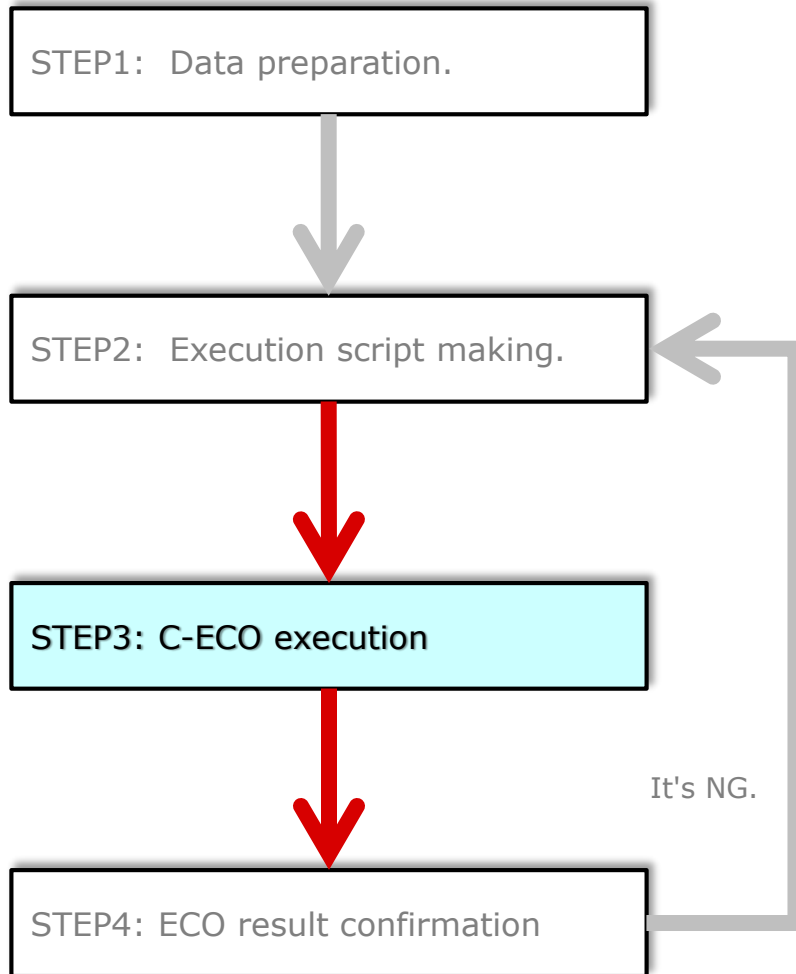 STEP1:  Data preparation.
STEP2:  Execution script making.
STEP3: C-ECO execution
It's NG.
STEP4: ECO result confirmation